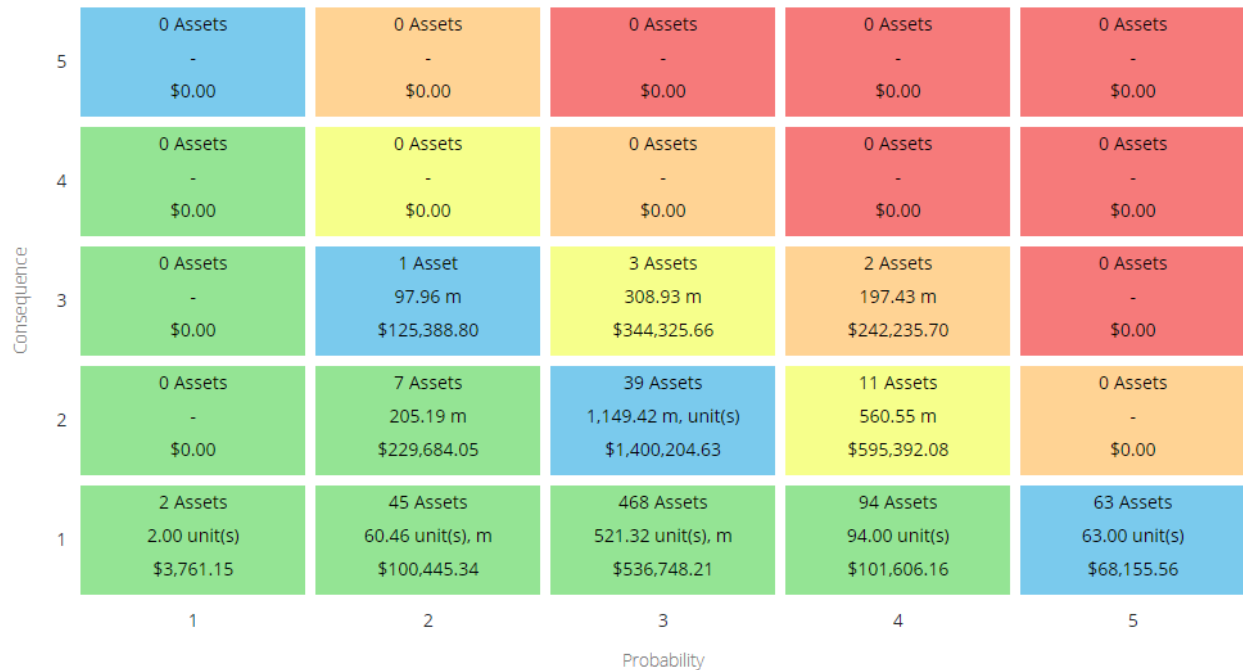 0 Assets 0 Assets 0 Assets 0 Assets 0 Assets
5 - - - - -
$0.00 $0.00 $0.00 $0.00 $0.00
0 Assets 0 Assets 0 Assets 0 Assets 0 Assets
4 - - - - -
$0.00 $0.00 $0.00 $0.00 $0.00
Consequence
0 Assets 1 Asset 3 Assets 2 Assets 0 Assets
3 - 97.96 m 308.93 m 197.43 m -
$0.00 $125,388.80 $344,325.66 $242,235.70 $0.00
0 Assets 7 Assets 39 Assets 11 Assets 0 Assets
2 - 205.19 m 1,149.42 m, unit(s) 560.55 m -
$0.00 $229,684.05 $1,400,204.63 $595,392.08 $0.00
2 Assets 45 Assets 468 Assets 94 Assets 63 Assets
1 2.00 unit(s) 60.46 unit(s), m 521.32 unit(s), m 94.00 unit(s) 63.00 unit(s)
$3,761.15 $100,445.34 $536,748.21 $101,606.16 $68,155.56
1 2 3 4 5
Probability